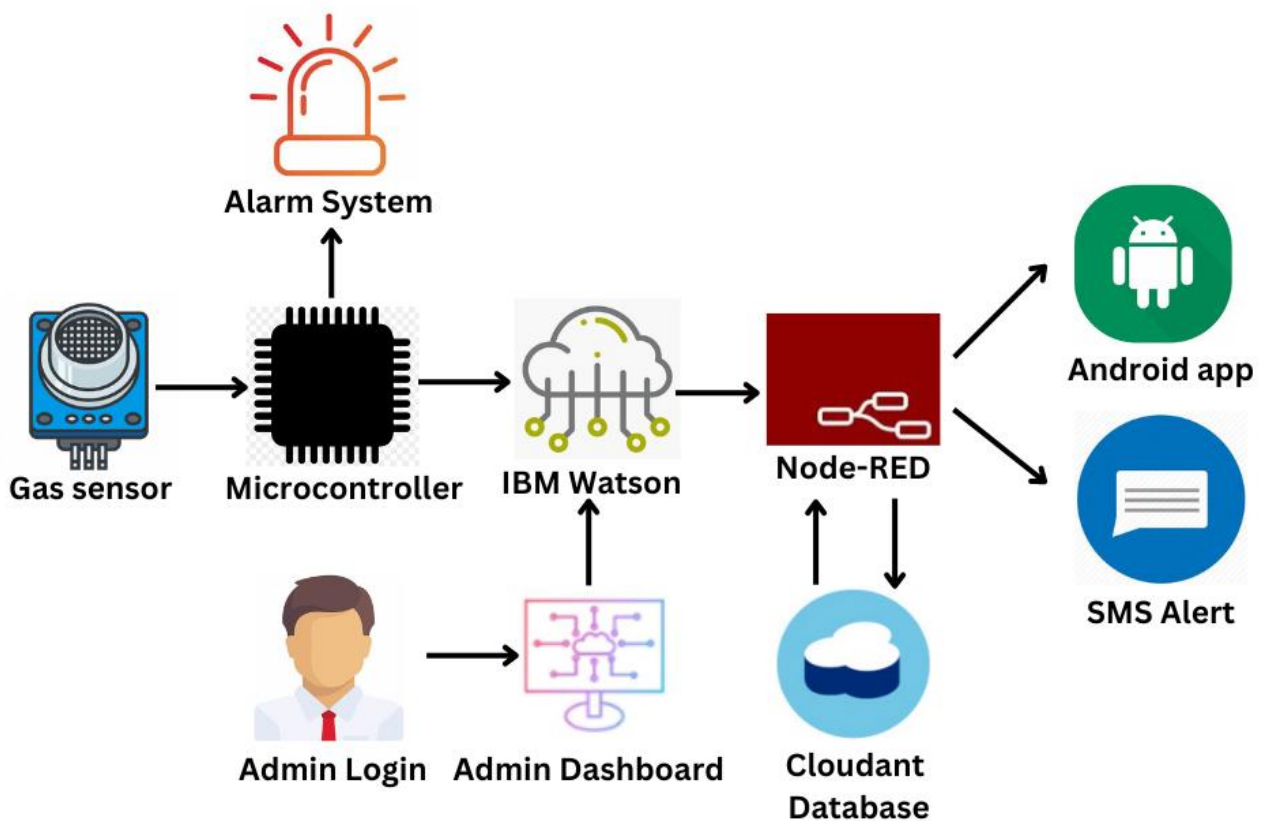 Alarm System
Android app
Gas sensor
Microcontroller
IBM Watson
Node-RED
SMS Alert
Admin Login
Admin Dashboard
Cloudant
Database